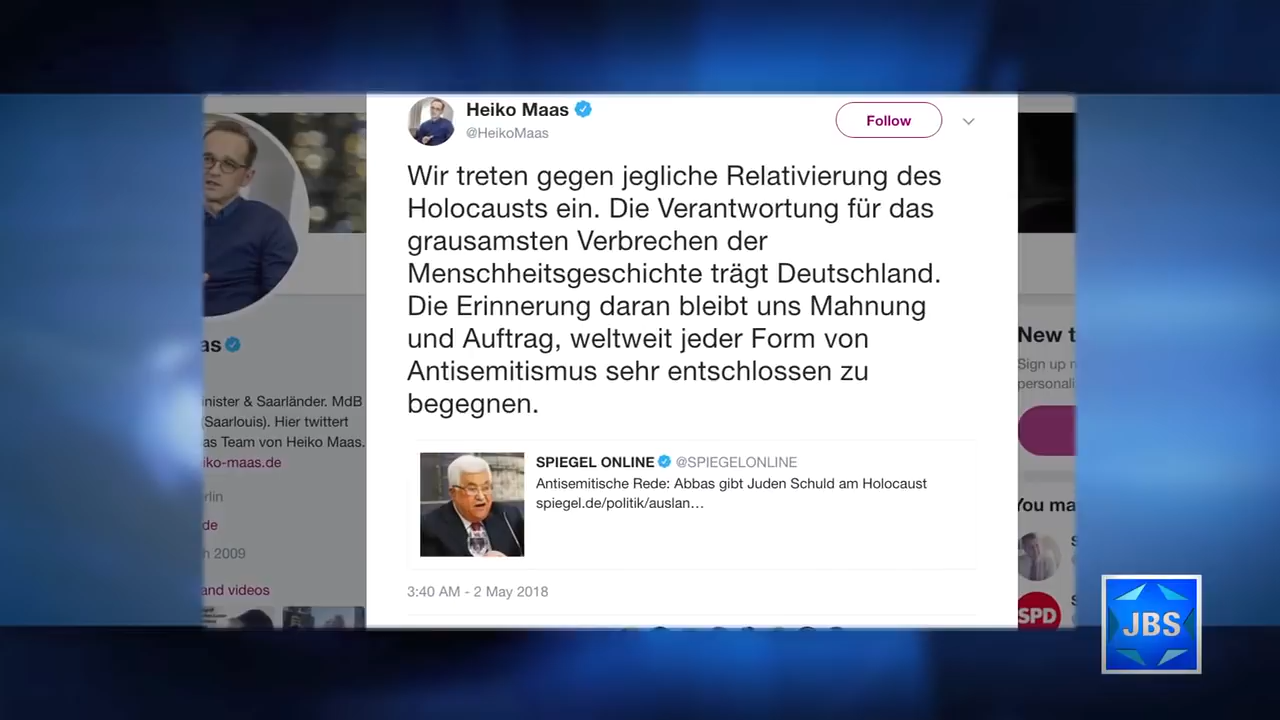 Heiko Maas
@HeikoMaas
Follow
Wir treten gegen jegliche Relativierung des
Holocausts ein. Die Verantwortung für das
grausamsten Verbrechen der
Menschheitsgeschichte trägt Deutschland.
Die Erinnerung daran bleibt uns Mahnung
und Auftrag, weltweit jeder Form von
Antisemitismus sehr entschlossen zu
begegnen.
SPIEGEL ONLINE @SPIEGELONLINE
Antisemitische Rede: Abbas gibt Juden Schuld am Holocaust
spiegel.de/politik/auslan…
3:40 AM - 2 May 2018
as
nister & Saarländer. MdB
(Saarlouis). Hier twittert
as Team von Heiko Maas.
iko-maas.de
rlin
de
h 2009
and videos
New t
Sign up
personali
You ma
SPD
JBS